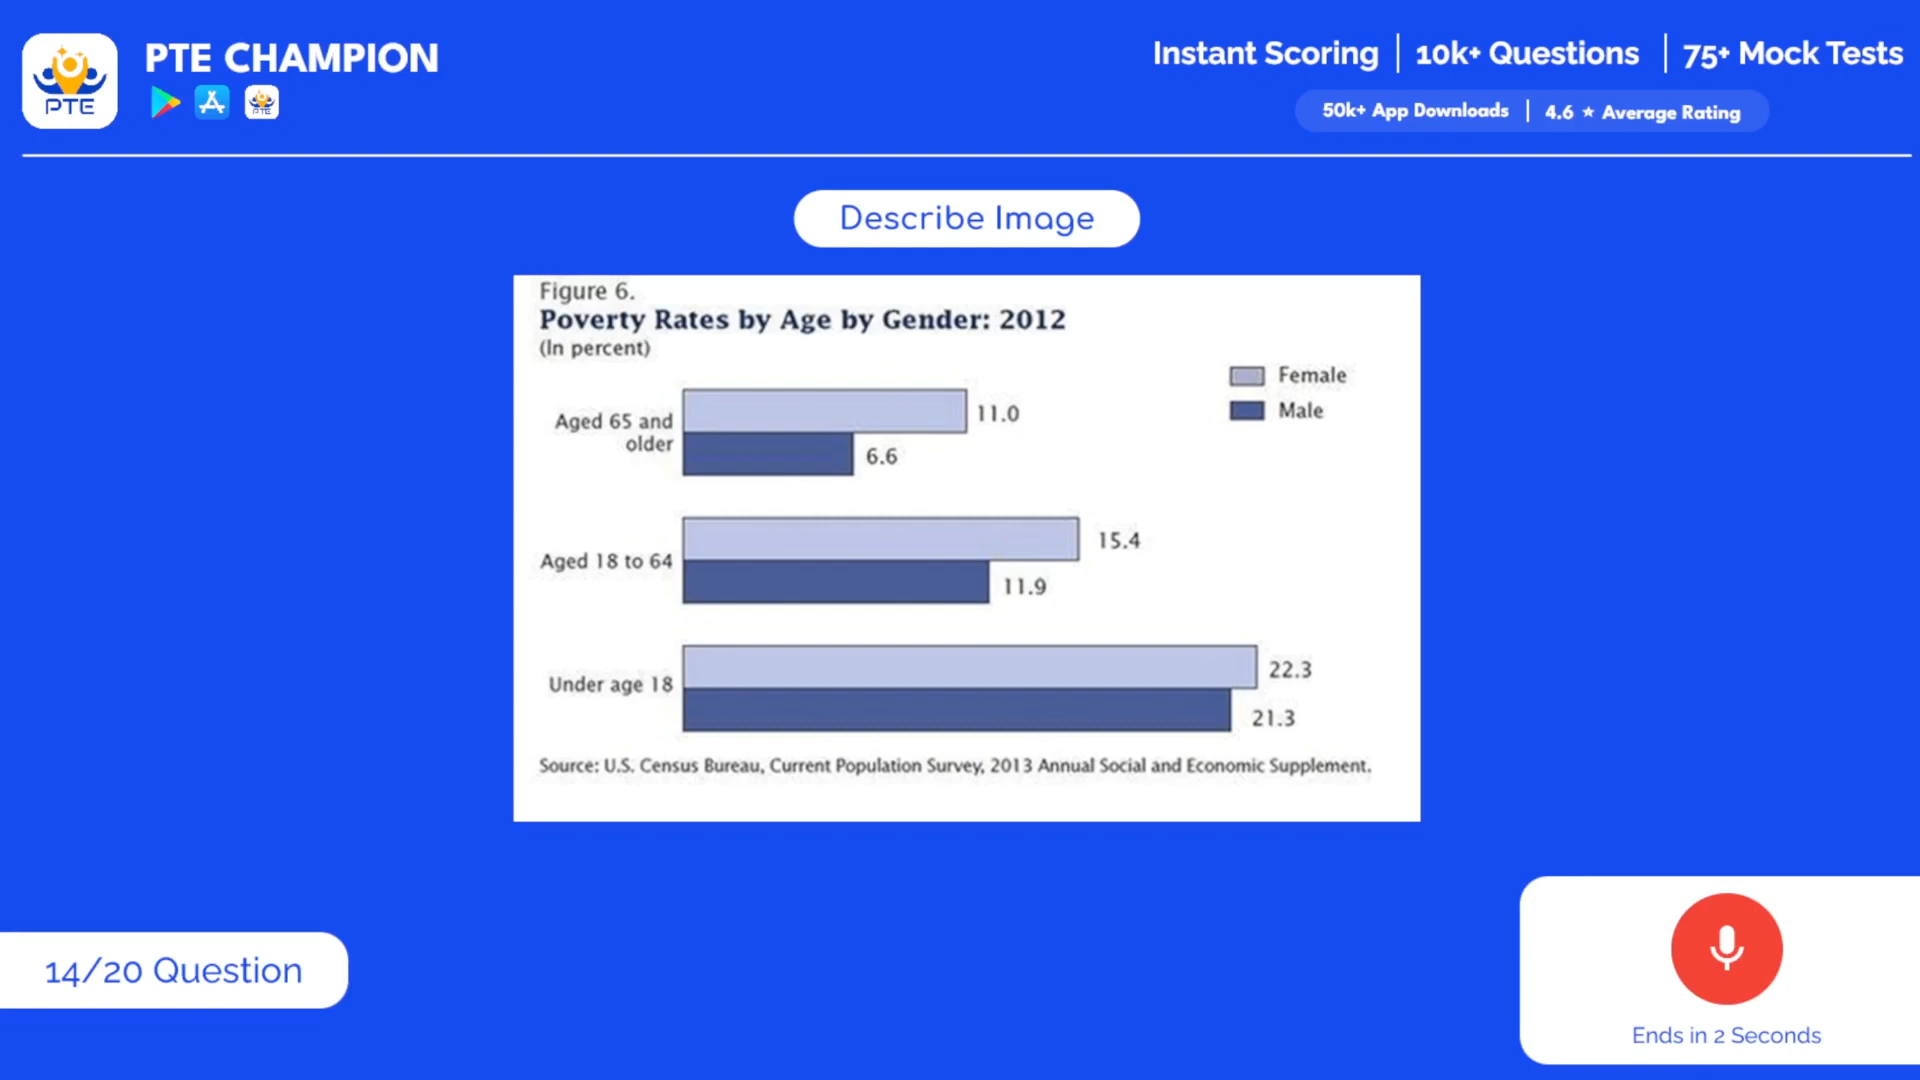 PTE CHAMPION
PTE
PTE
Instant Scoring | 10k+ Questions | 75+ Mock Tests
50k+ App Downloads | 4.6 ★ Average Rating
Describe Image
Figure 6.
Poverty Rates by Age by Gender: 2012
(In percent)
Female
Male
Aged 65 and
older
11.0
6.6
Aged 18 to 64
15.4
11.9
Under age 18
22.3
21.3
Source: U.S. Census Bureau, Current Population Survey, 2013 Annual Social and Economic Supplement.
14/20 Question
Ends in 2 Seconds